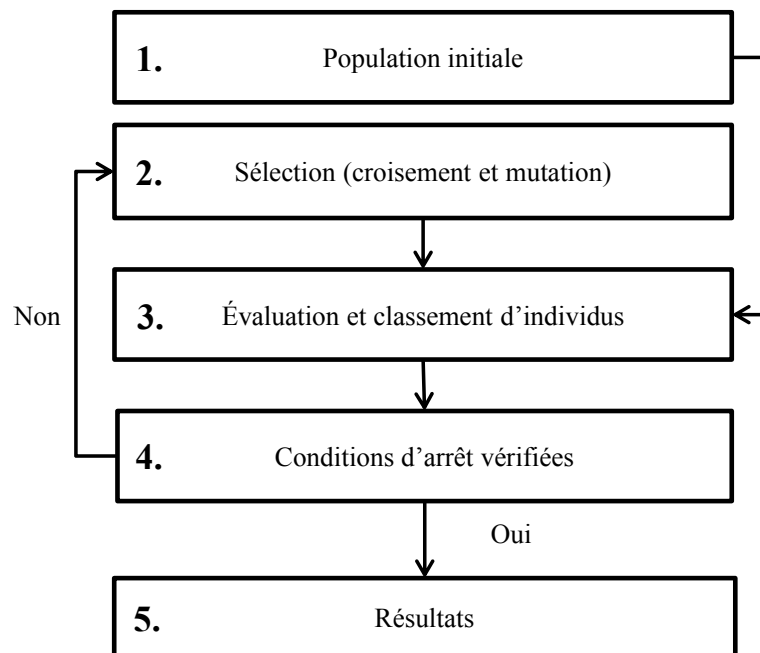 1. Population initiale
2. Sélection (croisement et mutation)
Non
3. Évaluation et classement d’individus
4. Conditions d’arrêt vérifiées
Oui
5. Résultats